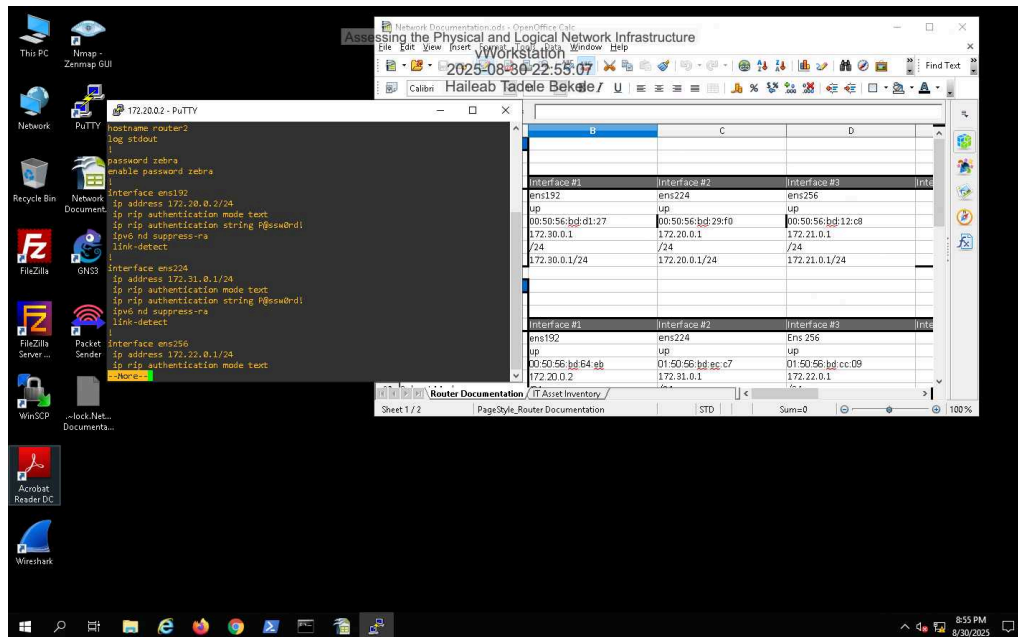 This PC
Nmap -
Zenmap GUI
Network
PuTTY
Recycle Bin
Network
Document.
FileZilla
GNS3
FileZilla
Server ...
Packet
Sender
WinSCP
.~lock.Net...
Documenta...
Acrobat
Reader DC
Wireshark
Assessing the Physical and Logical Network Infrastructure
vWorkstation
2025-08-30 22:55:07
Haileab Tadele Bekele
172.20.0.2 - PuTTY
hostname router2
log stdout
!
password zebra
enable password zebra
!
interface ens192
ip address 172.20.0.2/24
ip rip authentication mode text
ip rip authentication string P@ssw0rd!
ipv6 nd suppress-ra
link-detect
!
interface ens224
ip address 172.31.0.1/24
ip rip authentication mode text
ip rip authentication string P@ssw0rd!
ipv6 nd suppress-ra
link-detect
!
interface ens256
ip address 172.22.0.1/24
ip rip authentication mode text
--More--
Network Documentation.ods - OpenOffice Calc
File Edit View Insert Format Tools Data Window Help
Find Text
Calibri
B C D
Interface #1 Interface #2 Interface #3 Inte
ens192 ens224 ens256
up up up
00:50:56:bd:d1:27 00:50:56:bd:29:f0 00:50:56:bd:12:c8
172.30.0.1 172.20.0.1 172.21.0.1
/24 /24 /24
172.30.0.1/24 172.20.0.1/24 172.21.0.1/24
Interface #1 Interface #2 Interface #3 Inte
ens192 ens224 Ens 256
up up up
00:50:56:bd:64:eb 01:50:56:bd:ec:c7 01:50:56:bd:cc:09
172.20.0.2 172.31.0.1 172.22.0.1
Router Documentation IT Asset Inventory
Sheet 1 / 2 PageStyle_Router Documentation STD Sum=0 100%
8:55 PM
8/30/2025